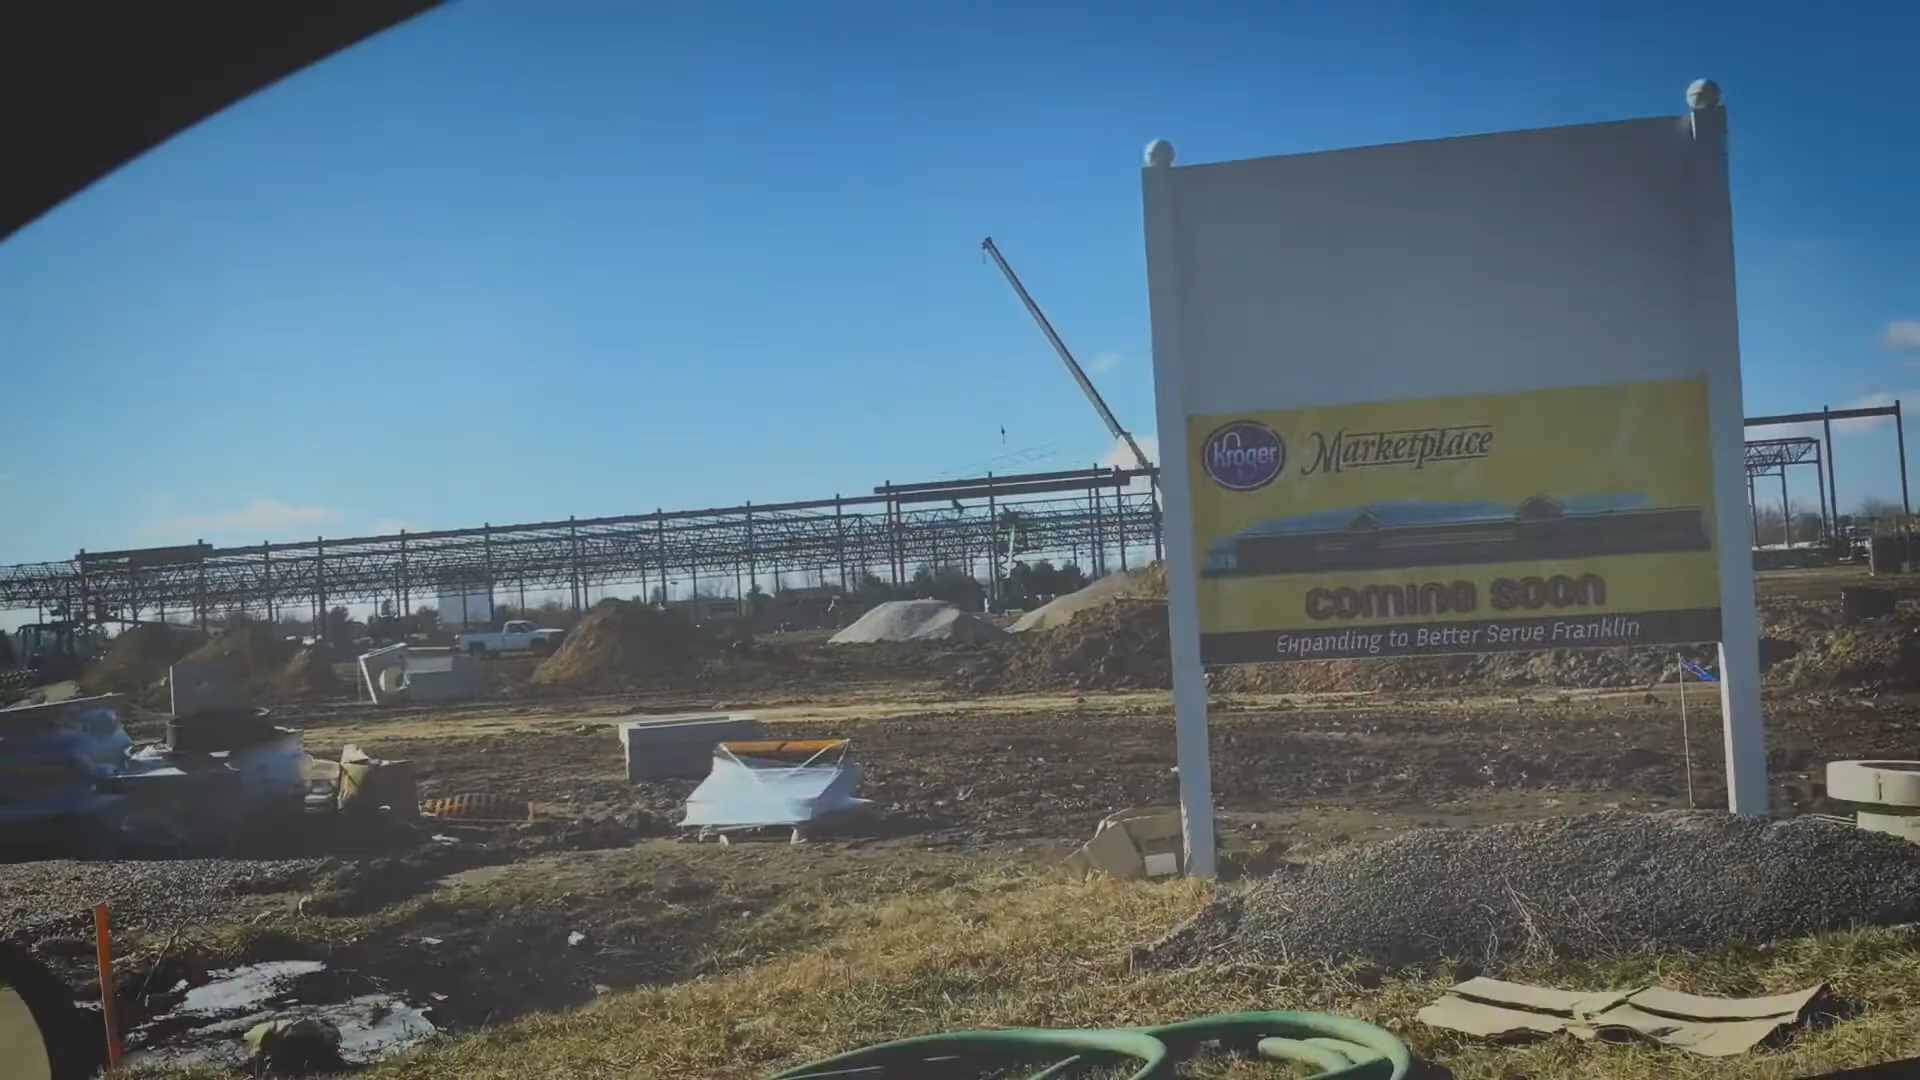 Kroger Marketplace
coming soon
Expanding to Better Serve Franklin